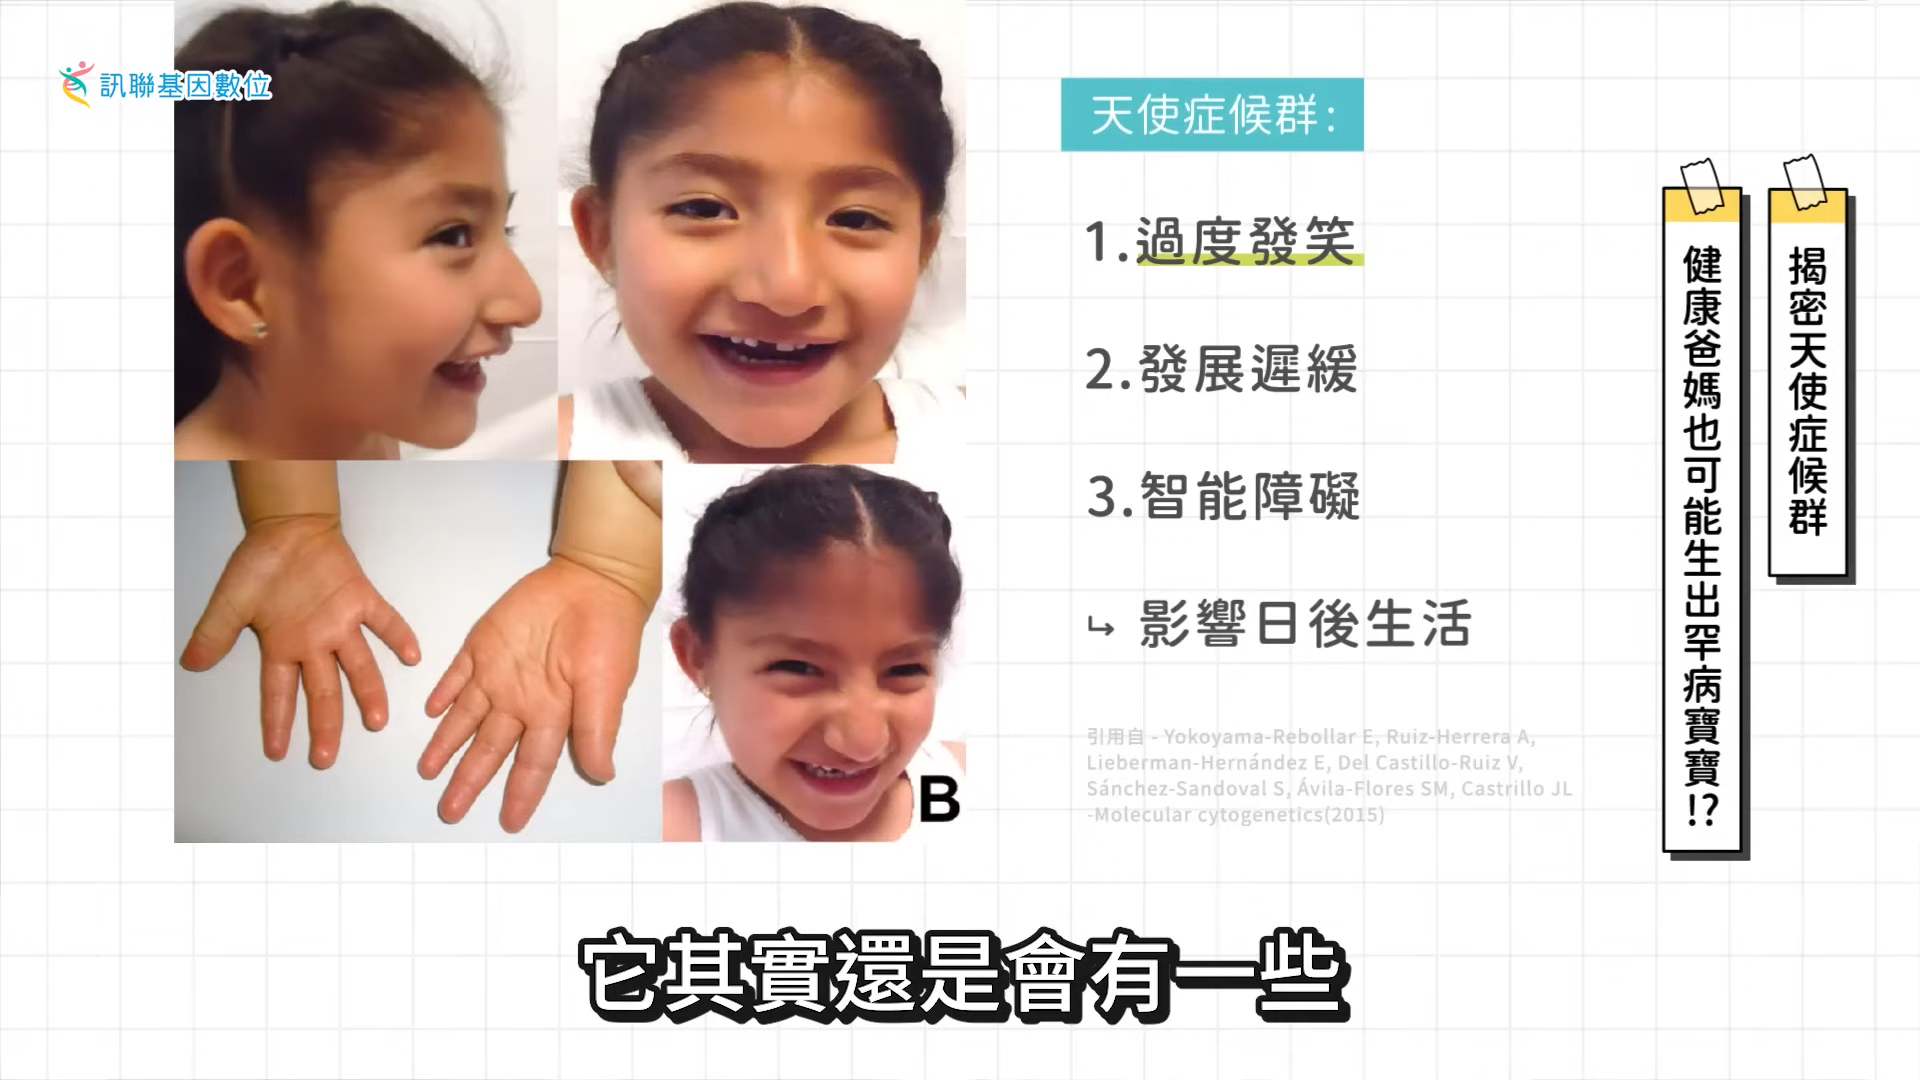 訊聯基因數位
天使症候群:
1.過度發笑
2.發展遲緩
3.智能障礙
↳ 影響日後生活
引用自 - Yokoyama-Rebollar E, Ruiz-Herrera A,
Lieberman-Hernández E, Del Castillo-Ruiz V,
Sánchez-Sandoval S, Ávila-Flores SM, Castrillo JL
-Molecular cytogenetics(2015)
B
揭密天使症候群
健康爸媽也可能生出罕病寶寶!?
它其實還是會有一些